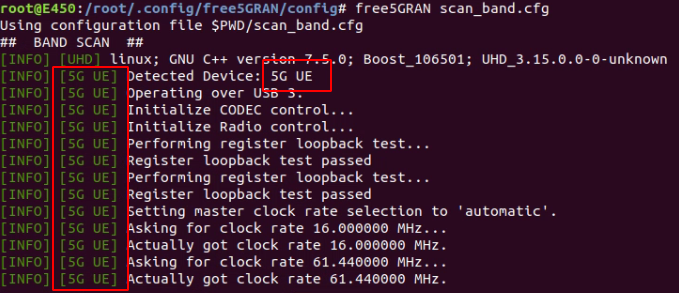 root@E450:/root/.config/free5GRAN/config# free5GRAN scan_band.cfg
Using configuration file $PWD/scan_band.cfg
## BAND SCAN ##
[INFO] [UHD] linux; GNU C++ version 7.5.0; Boost_106501; UHD_3.15.0.0-0-unknown
[INFO] [5G UE] Detected Device: 5G UE
[INFO] [5G UE] Operating over USB 3.
[INFO] [5G UE] Initialize CODEC control...
[INFO] [5G UE] Initialize Radio control...
[INFO] [5G UE] Performing register loopback test...
[INFO] [5G UE] Register loopback test passed
[INFO] [5G UE] Performing register loopback test...
[INFO] [5G UE] Register loopback test passed
[INFO] [5G UE] Setting master clock rate selection to 'automatic'.
[INFO] [5G UE] Asking for clock rate 16.000000 MHz...
[INFO] [5G UE] Actually got clock rate 16.000000 MHz.
[INFO] [5G UE] Asking for clock rate 61.440000 MHz...
[INFO] [5G UE] Actually got clock rate 61.440000 MHz.